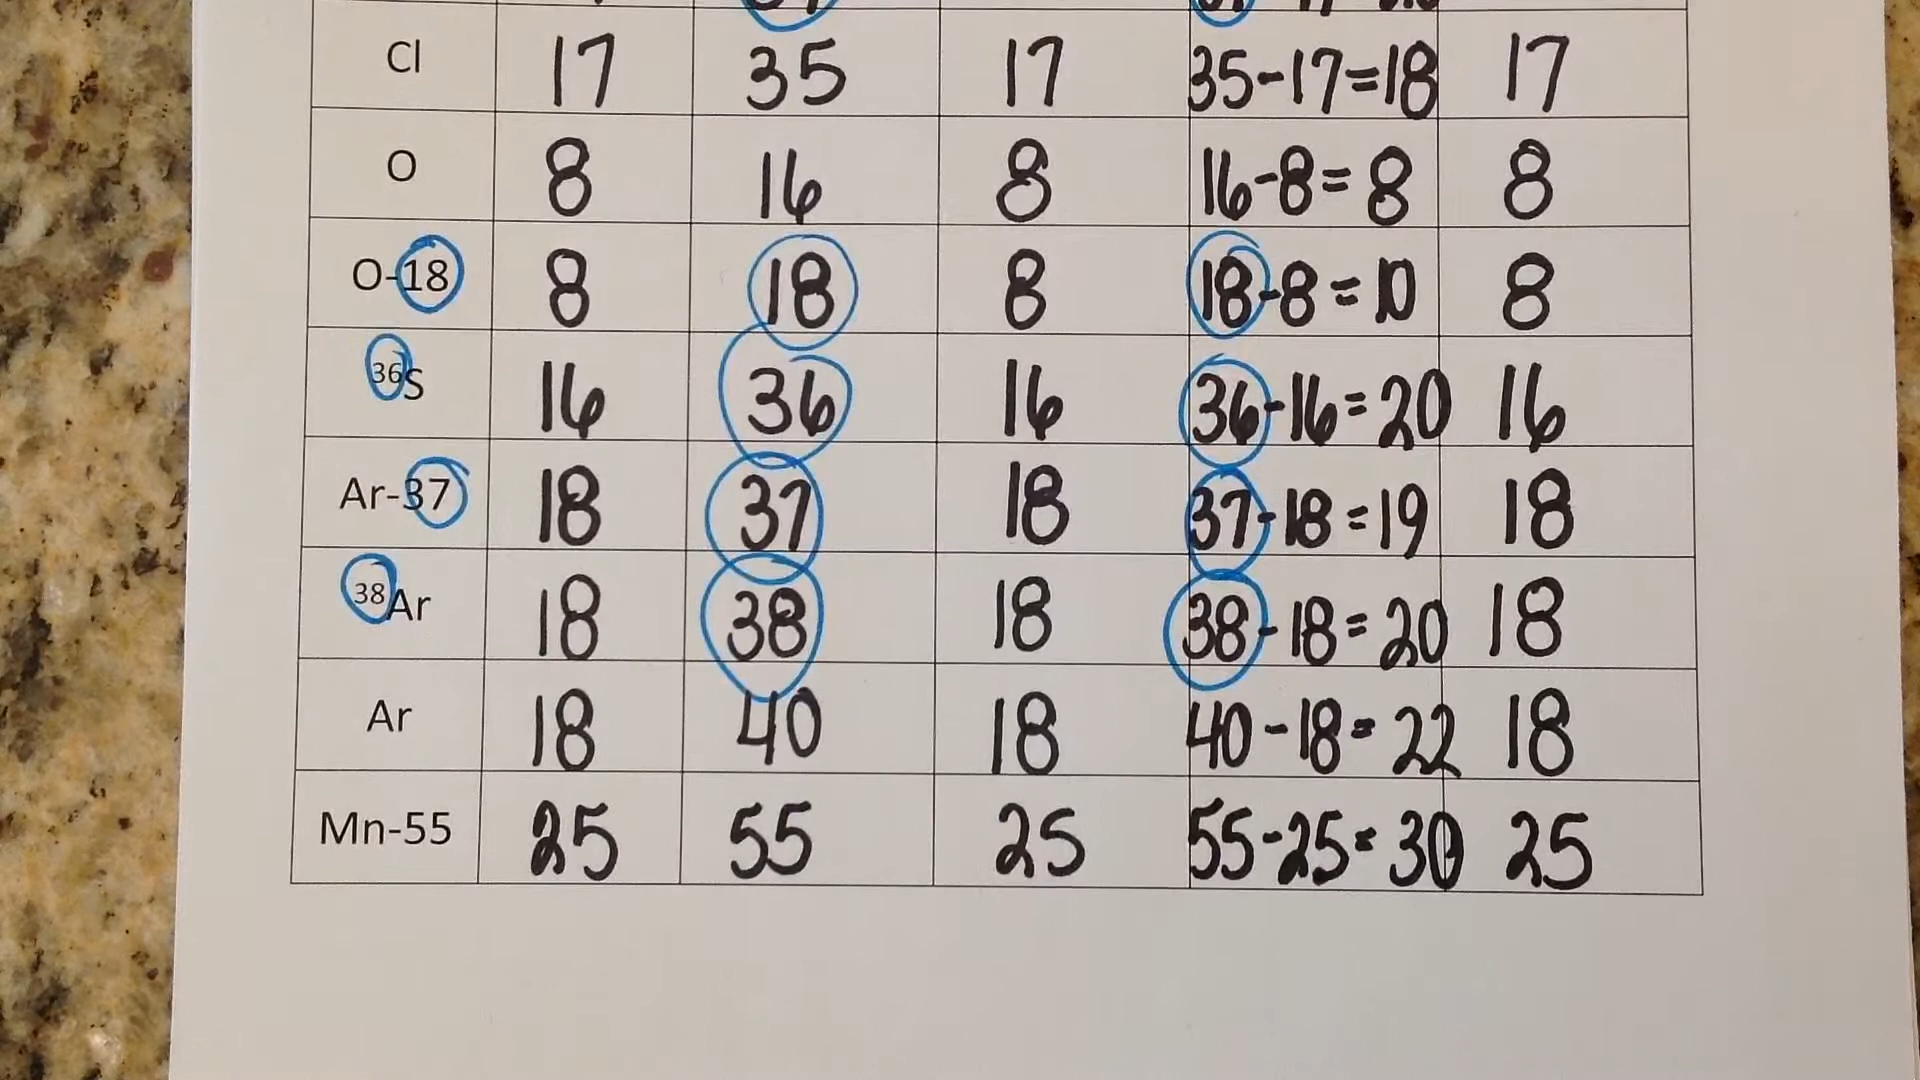 Cl 17 35 17 35-17=18 17
O 8 16 8 16-8=8 8
O-18 8 18 8 18-8=10 8
36S 16 36 16 36-16=20 16
Ar-37 18 37 18 37-18=19 18
38Ar 18 38 18 38-18=20 18
Ar 18 40 18 40-18=22 18
Mn-55 25 55 25 55-25=30 25